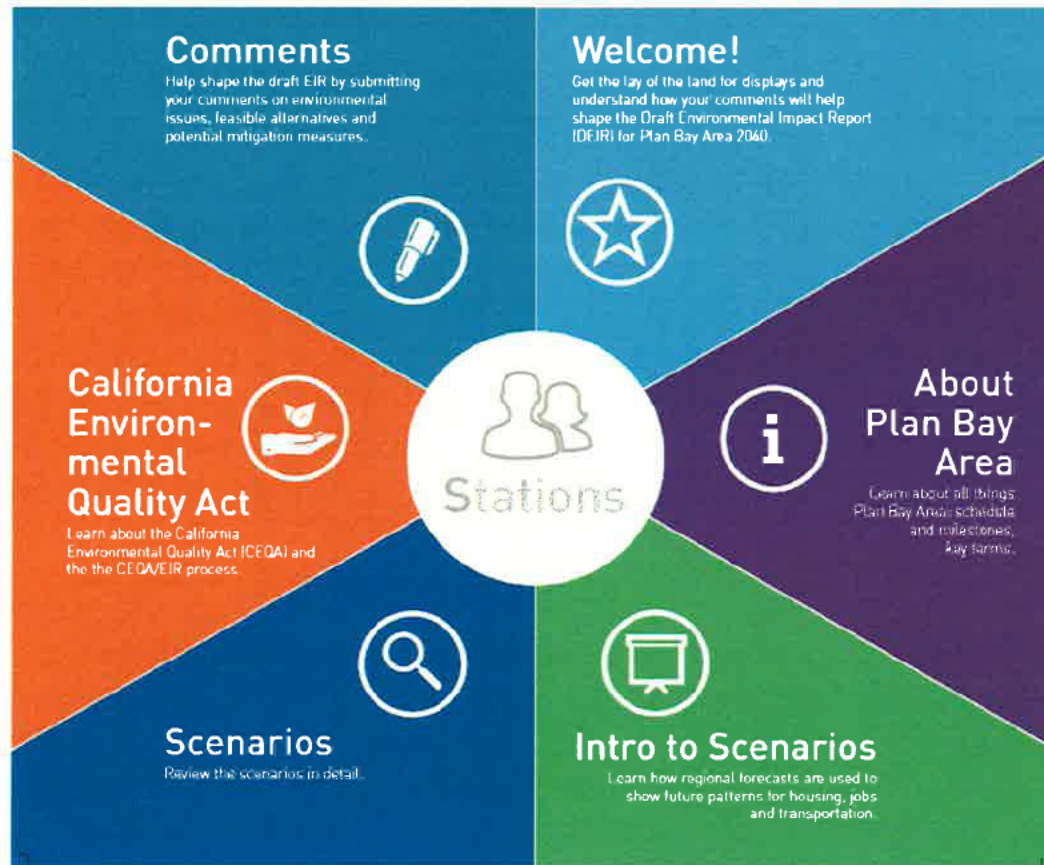 Comments
Help shape the draft EIR by submitting
your comments on environmental
issues, feasible alternatives and
potential mitigation measures.
Welcome!
Get the lay of the land for displays and
understand how your comments will help
shape the Draft Environmental Impact Report
(DEIR) for Plan Bay Area 2040.
About
Plan Bay
Area
Learn about all things
Plan Bay Area: schedule
and milestones,
key terms.
Intro to Scenarios
Learn how regional forecasts are used to
show future patterns for housing, jobs
and transportation.
Scenarios
Review the scenarios in detail.
California
Environ-
mental
Quality Act
Learn about the California
Environmental Quality Act (CEQA) and
the the CEQA/EIR process.
Stations